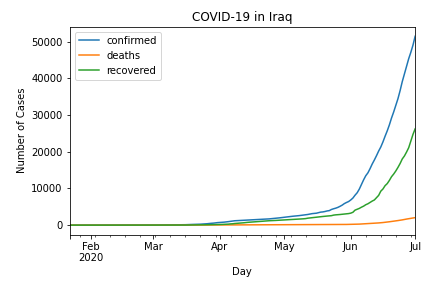 COVID-19 in Iraq
confirmed
deaths
recovered
Number of Cases
50000
40000
30000
20000
10000
0
Feb Mar Apr May Jun Jul
2020
Day